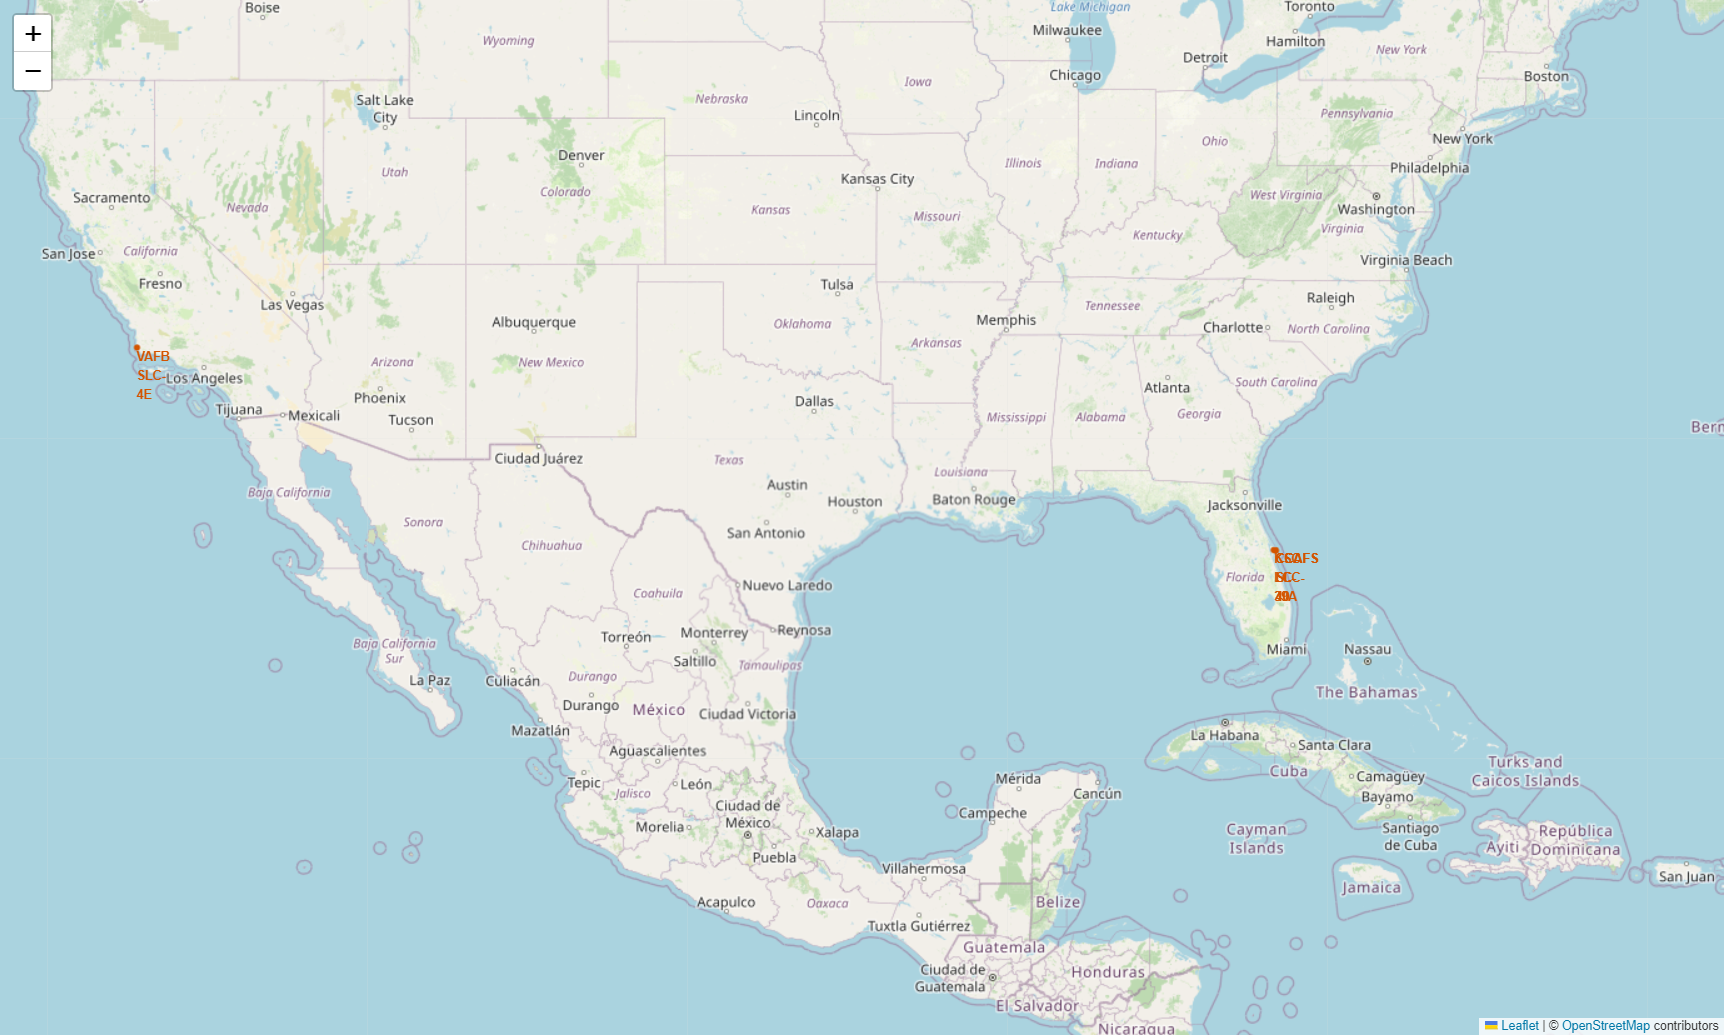 Boise
Toronto
Lake Michigan
+
−
Milwaukee
Wyoming
Hamilton
New York
Detroit
Chicago
Boston
Iowa
Salt Lake
City
Nebraska
Lincoln
Pennsylvania
New York
Ohio
Denver
Illinois
Indiana
Philadelphia
Utah
Colorado
Kansas City
Sacramento
Nevada
Kansas
Missouri
West Virginia
Washington
Virginia
Kentucky
San Jose
California
Fresno
Virginia Beach
Las Vegas
Tulsa
Raleigh
Tennessee
Albuquerque
Oklahoma
Memphis
Charlotte
North Carolina
Arkansas
VAFB
SLC-
4E
Los Angeles
Arizona
New Mexico
Atlanta
South Carolina
Phoenix
Dallas
Tijuana
Mexicali
Tucson
Mississippi
Alabama
Georgia
Bern
Ciudad Juárez
Texas
Louisiana
Austin
Baja California
Houston
Baton Rouge
Jacksonville
Sonora
San Antonio
Chihuahua
Florida
Nuevo Laredo
Coahuila
Torreón
Monterrey
Reynosa
Baja California
Sur
Saltillo
Tamaulipas
Miami
Nassau
La Paz
Culiacán
Durango
The Bahamas
Durango
México
Ciudad Victoria
Mazatlán
La Habana
Santa Clara
Aguascalientes
Cuba
Turks and
Caicos Islands
Tepic
Jalisco
León
Mérida
Cancún
Camagüey
Bayamo
Ciudad de
México
Campeche
Morelia
Xalapa
Cayman
Islands
Santiago
de Cuba
República
Dominicana
Ayiti
Puebla
Villahermosa
San Juan
Jamaica
Acapulco
Oaxaca
Belize
Tuxtla Gutiérrez
Guatemala
Ciudad de
Guatemala
Honduras
El Salvador
Nicaragua
Leaflet | © OpenStreetMap contributors